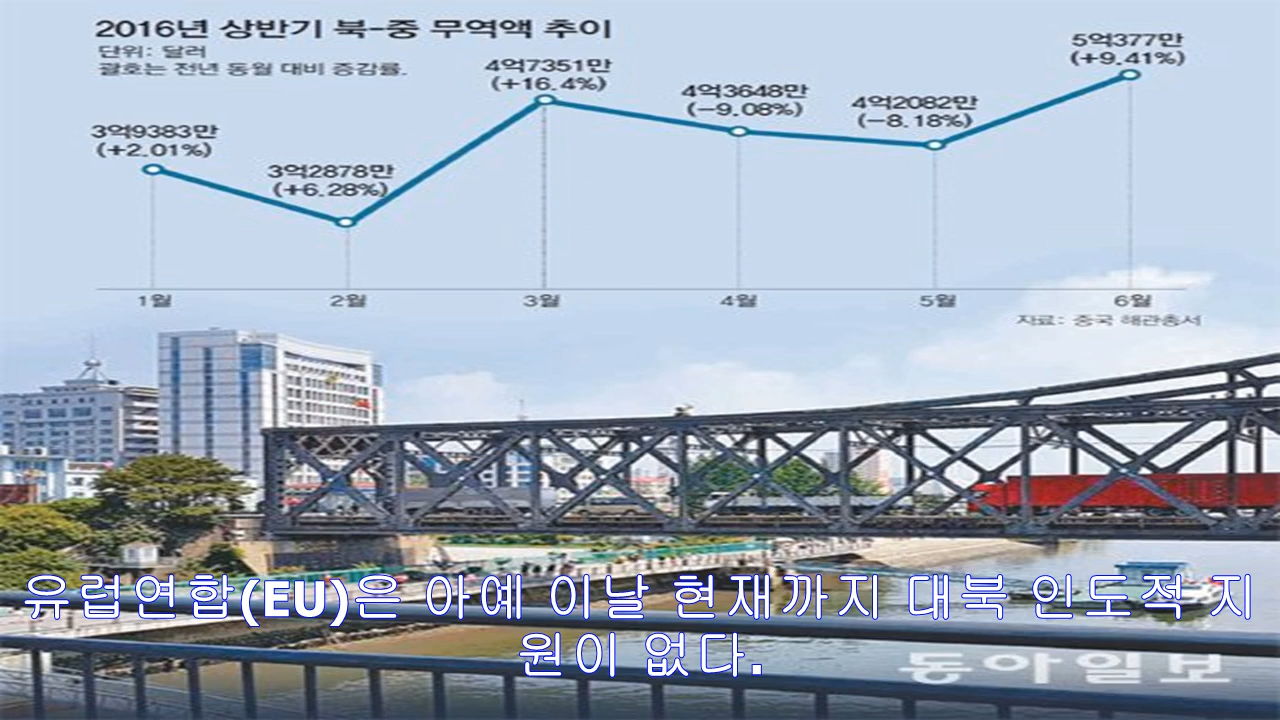 2016년 상반기 북-중 무역액 추이
단위: 달러
괄호는 전년 동월 대비 증감률.
3억9383만
(+2.01%)
3억2878만
(+6.28%)
4억7351만
(+16.4%)
4억3648만
(-9.08%)
4억2082만
(-8.18%)
5억377만
(+9.41%)
1월 2월 3월 4월 5월 6월
자료: 중국 해관총서
유럽연합(EU)은 아예 이날 현재까지 대북 인도적 지
원이 없다.
동아일보